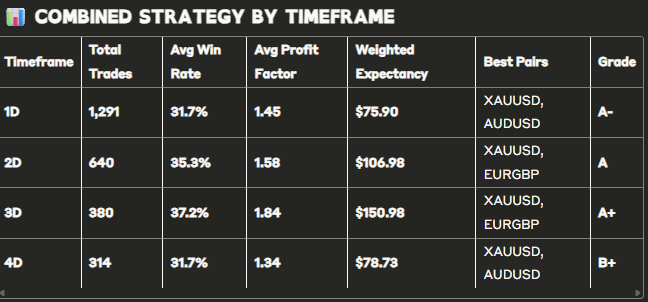 📊 COMBINED STRATEGY BY TIMEFRAME
Timeframe Total Trades Avg Win Rate Avg Profit Factor Weighted Expectancy Best Pairs Grade
1D 1,291 31.7% 1.45 $75.90 XAUUSD, AUDUSD A-
2D 640 35.3% 1.58 $106.98 XAUUSD, EURGBP A
3D 380 37.2% 1.84 $150.98 XAUUSD, EURGBP A+
4D 314 31.7% 1.34 $78.73 XAUUSD, AUDUSD B+